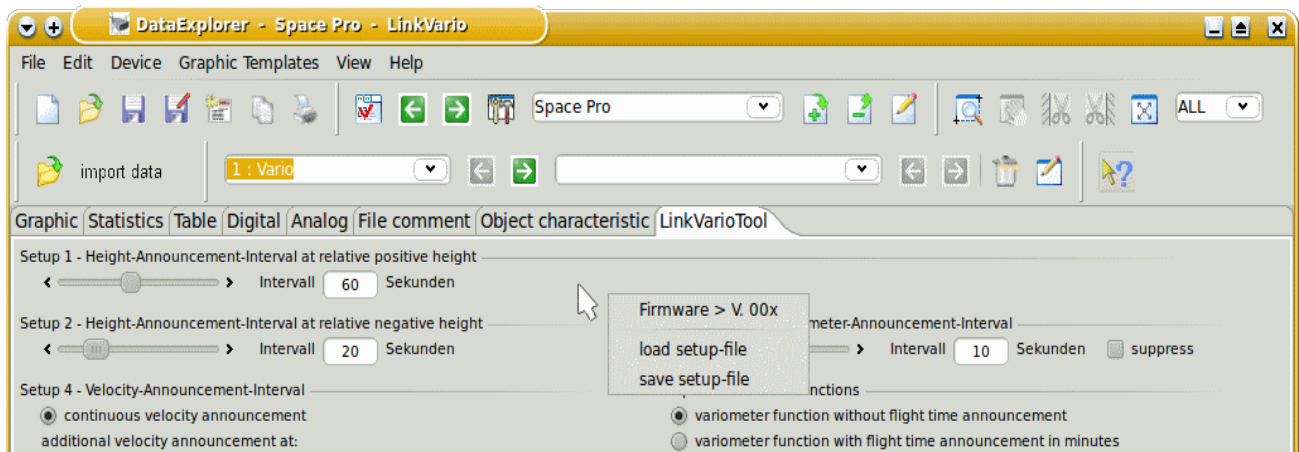 DataExplorer - Space Pro - LinkVario
File Edit Device Graphic Templates View Help
Space Pro ALL
import data 1 : Vario
Graphic Statistics Table Digital Analog File comment Object characteristic LinkVarioTool
Setup 1 - Height-Announcement-Interval at relative positive height
Intervall 60 Sekunden
Firmware > V. 00x
load setup-file
save setup-file
Setup 2 - Height-Announcement-Interval at relative negative height
Intervall 20 Sekunden
meter-Announcement-Interval
Intervall 10 Sekunden suppress
Setup 4 - Velocity-Announcement-Interval
continuous velocity announcement
additional velocity announcement at:
nctions
variometer function without flight time announcement
variometer function with flight time announcement in minutes